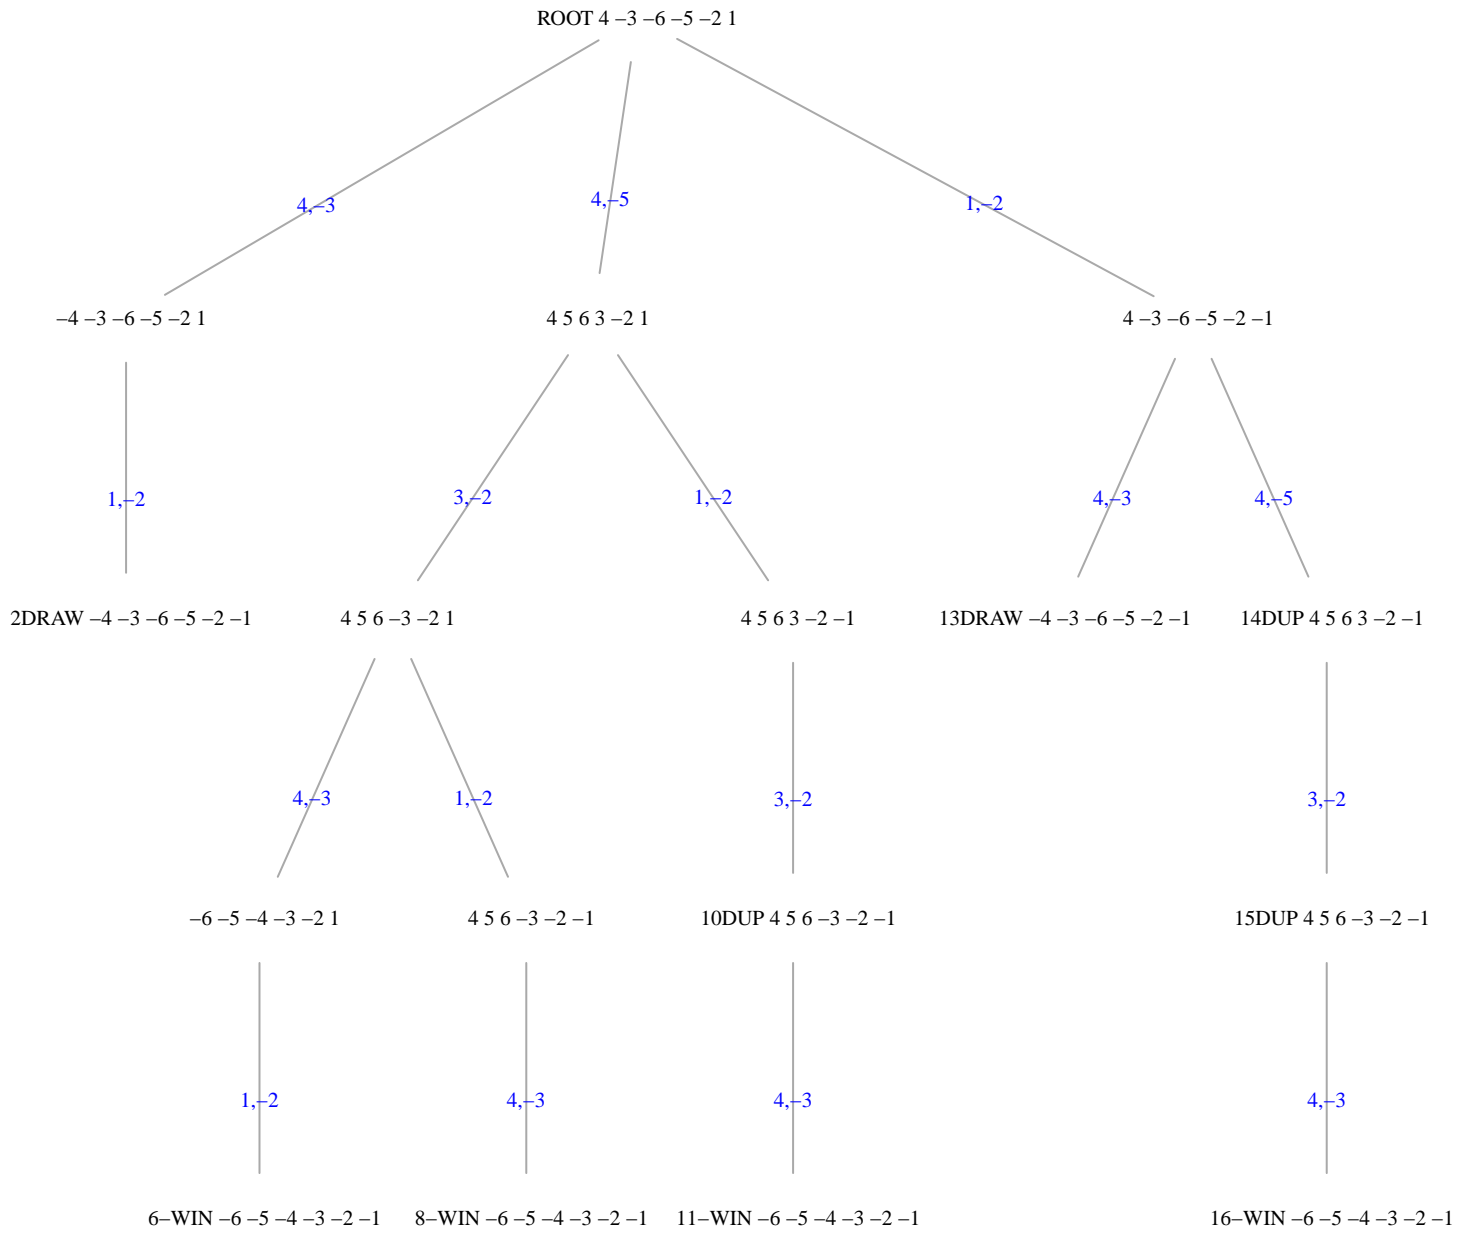 ROOT 4 –3 –6 –5 –2 1
4,–3
4,–5
1,–2
–4 –3 –6 –5 –2 1
4 5 6 3 –2 1
4 –3 –6 –5 –2 –1
1,–2
3,–2
1,–2
4,–3
4,–5
2DRAW –4 –3 –6 –5 –2 –1
4 5 6 –3 –2 1
4 5 6 3 –2 –1
13DRAW –4 –3 –6 –5 –2 –1
14DUP 4 5 6 3 –2 –1
4,–3
1,–2
3,–2
3,–2
–6 –5 –4 –3 –2 1
4 5 6 –3 –2 –1
10DUP 4 5 6 –3 –2 –1
15DUP 4 5 6 –3 –2 –1
1,–2
4,–3
4,–3
4,–3
6–WIN –6 –5 –4 –3 –2 –1
8–WIN –6 –5 –4 –3 –2 –1
11–WIN –6 –5 –4 –3 –2 –1
16–WIN –6 –5 –4 –3 –2 –1